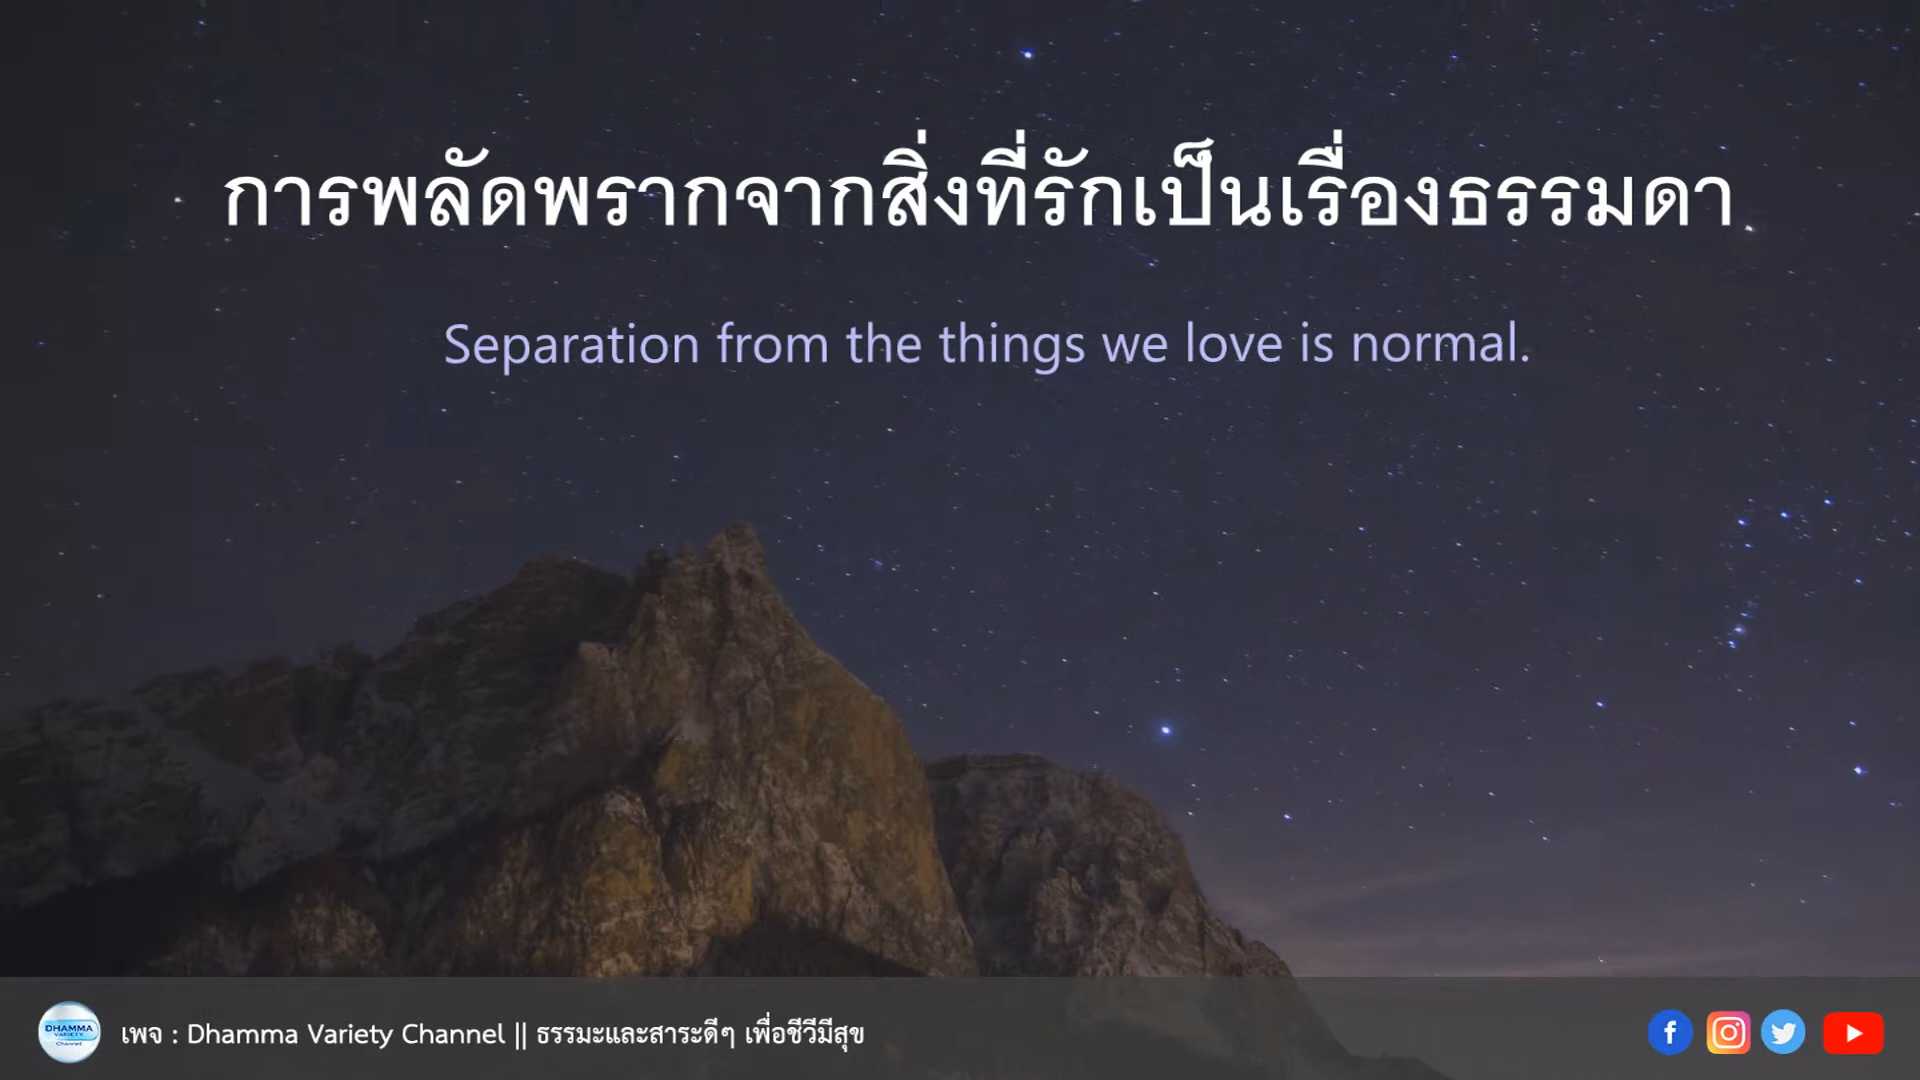 การพลัดพรากจากสิ่งที่รักเป็นเรื่องธรรมดา
Separation from the things we love is normal.
DHAMMA
VARIETY
Channel
เพจ : Dhamma Variety Channel || ธรรมะและสาระดีๆ เพื่อชีวีมีสุข